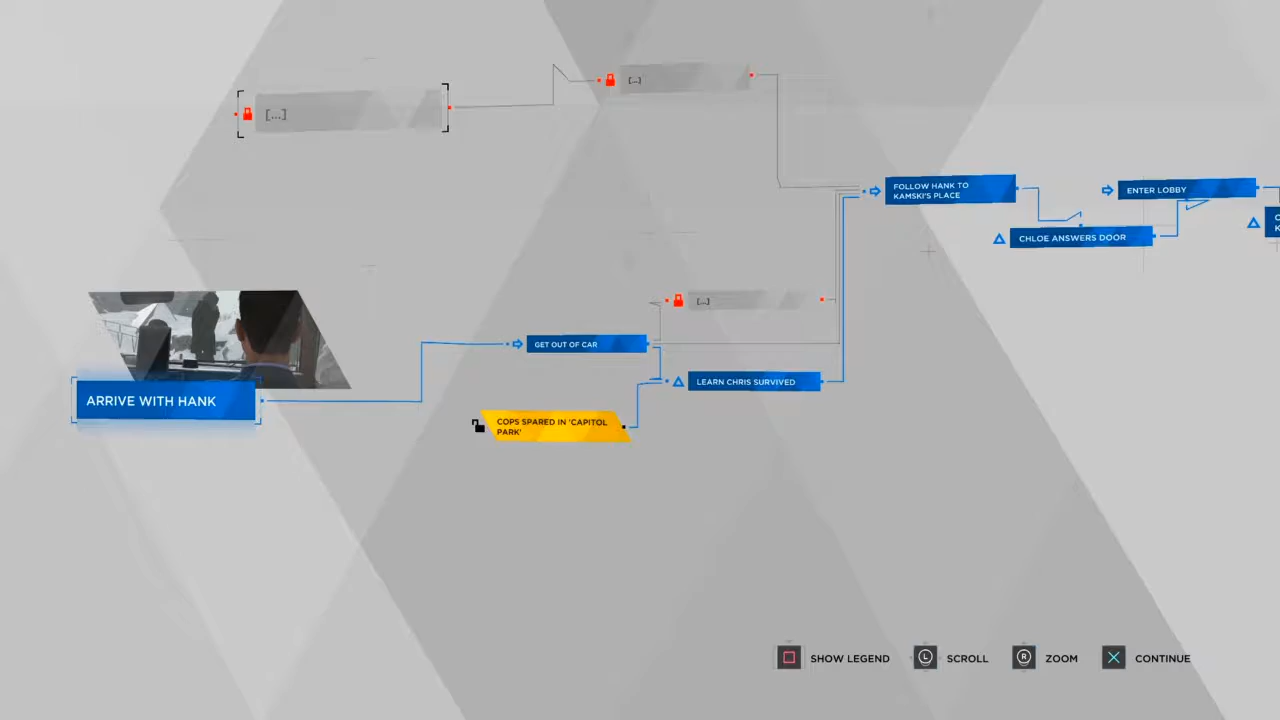 [...]
[...]
FOLLOW HANK TO
KAMSKI'S PLACE
ENTER LOBBY
CHLOE ANSWERS DOOR
[...]
GET OUT OF CAR
LEARN CHRIS SURVIVED
ARRIVE WITH HANK
COPS SPARED IN 'CAPITOL
PARK'
SHOW LEGEND
L
SCROLL
R
ZOOM
CONTINUE